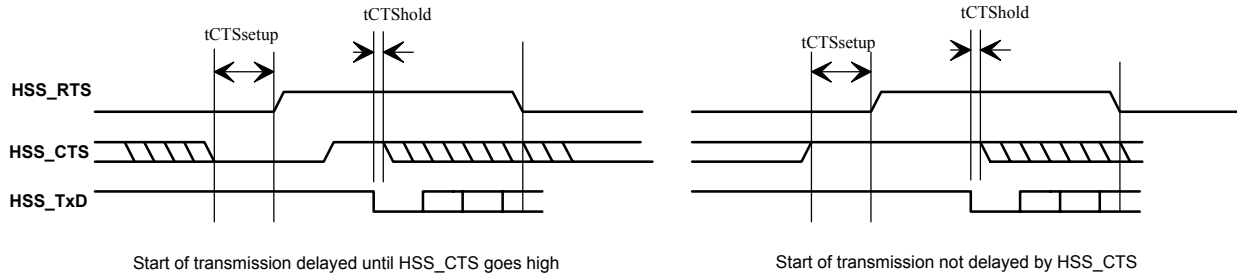 tCTShold
tCTSsetup
HSS_RTS
HSS_CTS
HSS_TxD
Start of transmission delayed until HSS_CTS goes high
tCTShold
tCTSsetup
Start of transmission not delayed by HSS_CTS